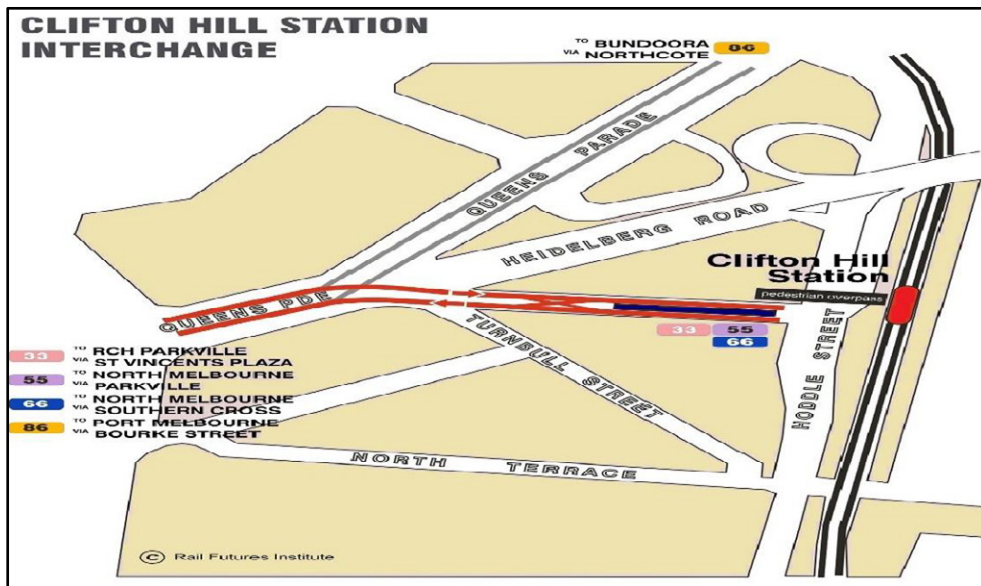 CLIFTON HILL STATION
INTERCHANGE
TO BUNDOORA
VIA NORTHCOTE
86
QUEENS PARADE
HEIDELBERG ROAD
Clifton Hill
Station
pedestrian overpass
QUEENS PDE
33 55
66
TURNBULL STREET
HODDLE STREET
33 TO RCH PARKVILLE
VIA ST VINCENTS PLAZA
55 TO NORTH MELBOURNE
VIA PARKVILLE
66 TO NORTH MELBOURNE
VIA SOUTHERN CROSS
86 TO PORT MELBOURNE
VIA BOURKE STREET
NORTH TERRACE
© Rail Futures Institute